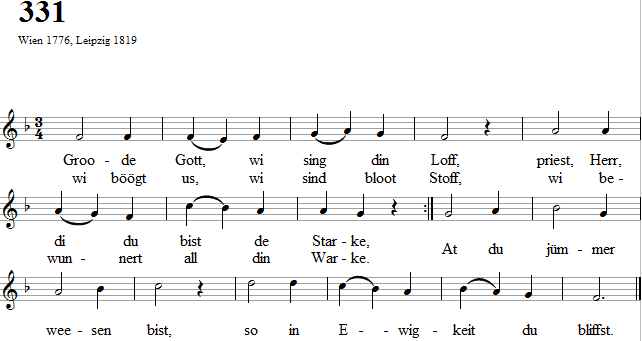 331
Wien 1776, Leipzig 1819
3
4
Groo - de Gott, wi sing din Loff, priest, Herr,
wi böögt us, wi sind bloot Stoff, wi be -
di du bist de Star - ke,
wun - nert all din War - ke.
At du jüm - mer
wee - sen bist, so in E - wig - keit du bliffst.